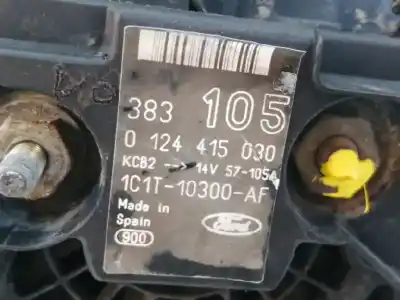 383 105
0 124 415 030
KCB2 14V 57-105A
1C1T-10300-AF
Made in
Spain
900
Ford